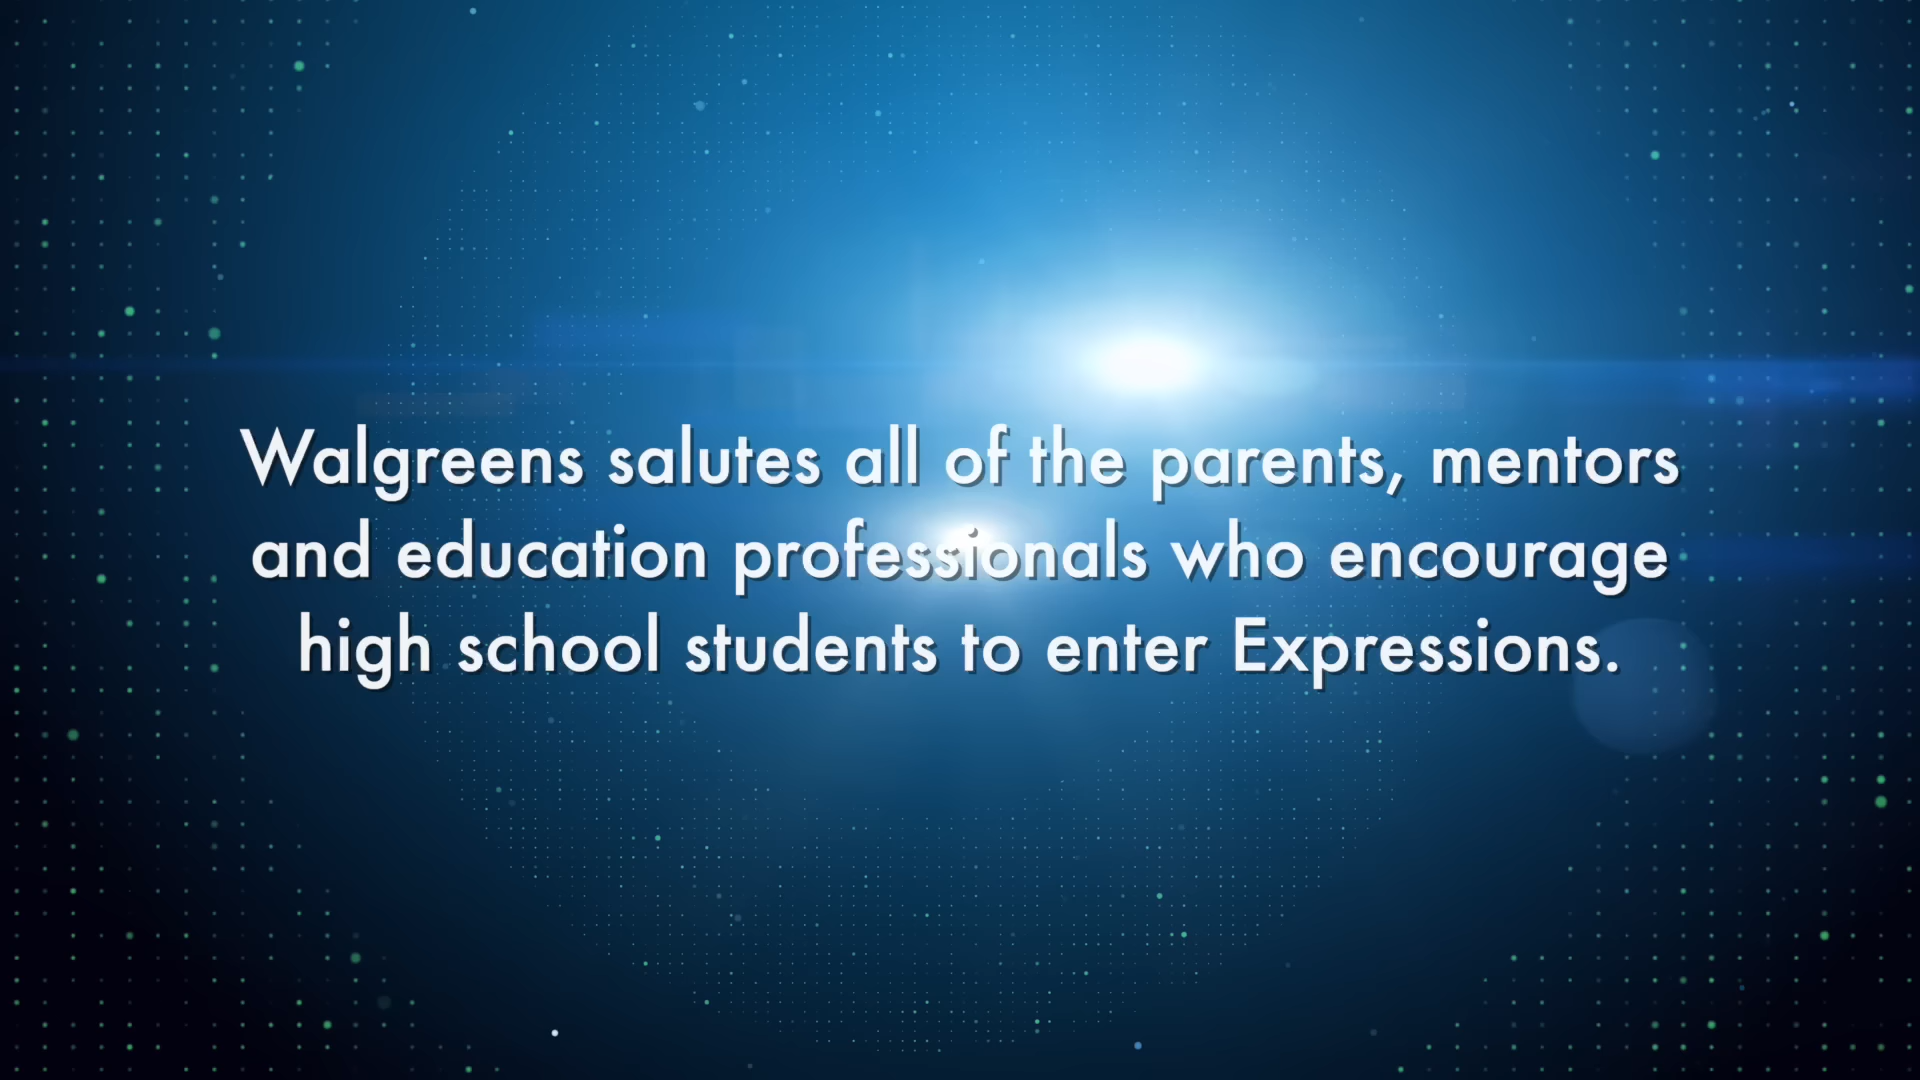 Walgreens salutes all of the parents, mentors
and education professionals who encourage
high school students to enter Expressions.